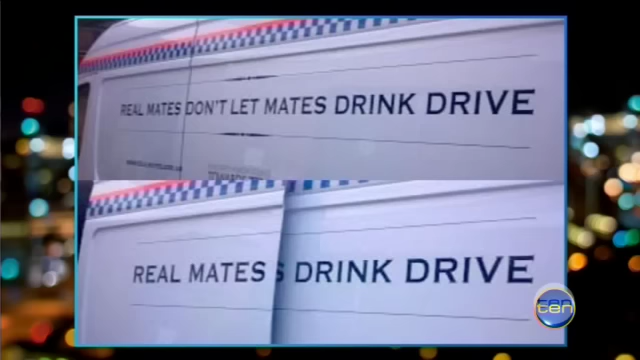 REAL MATES DON'T LET MATES DRINK DRIVE
REAL MATES S DRINK DRIVE
ten